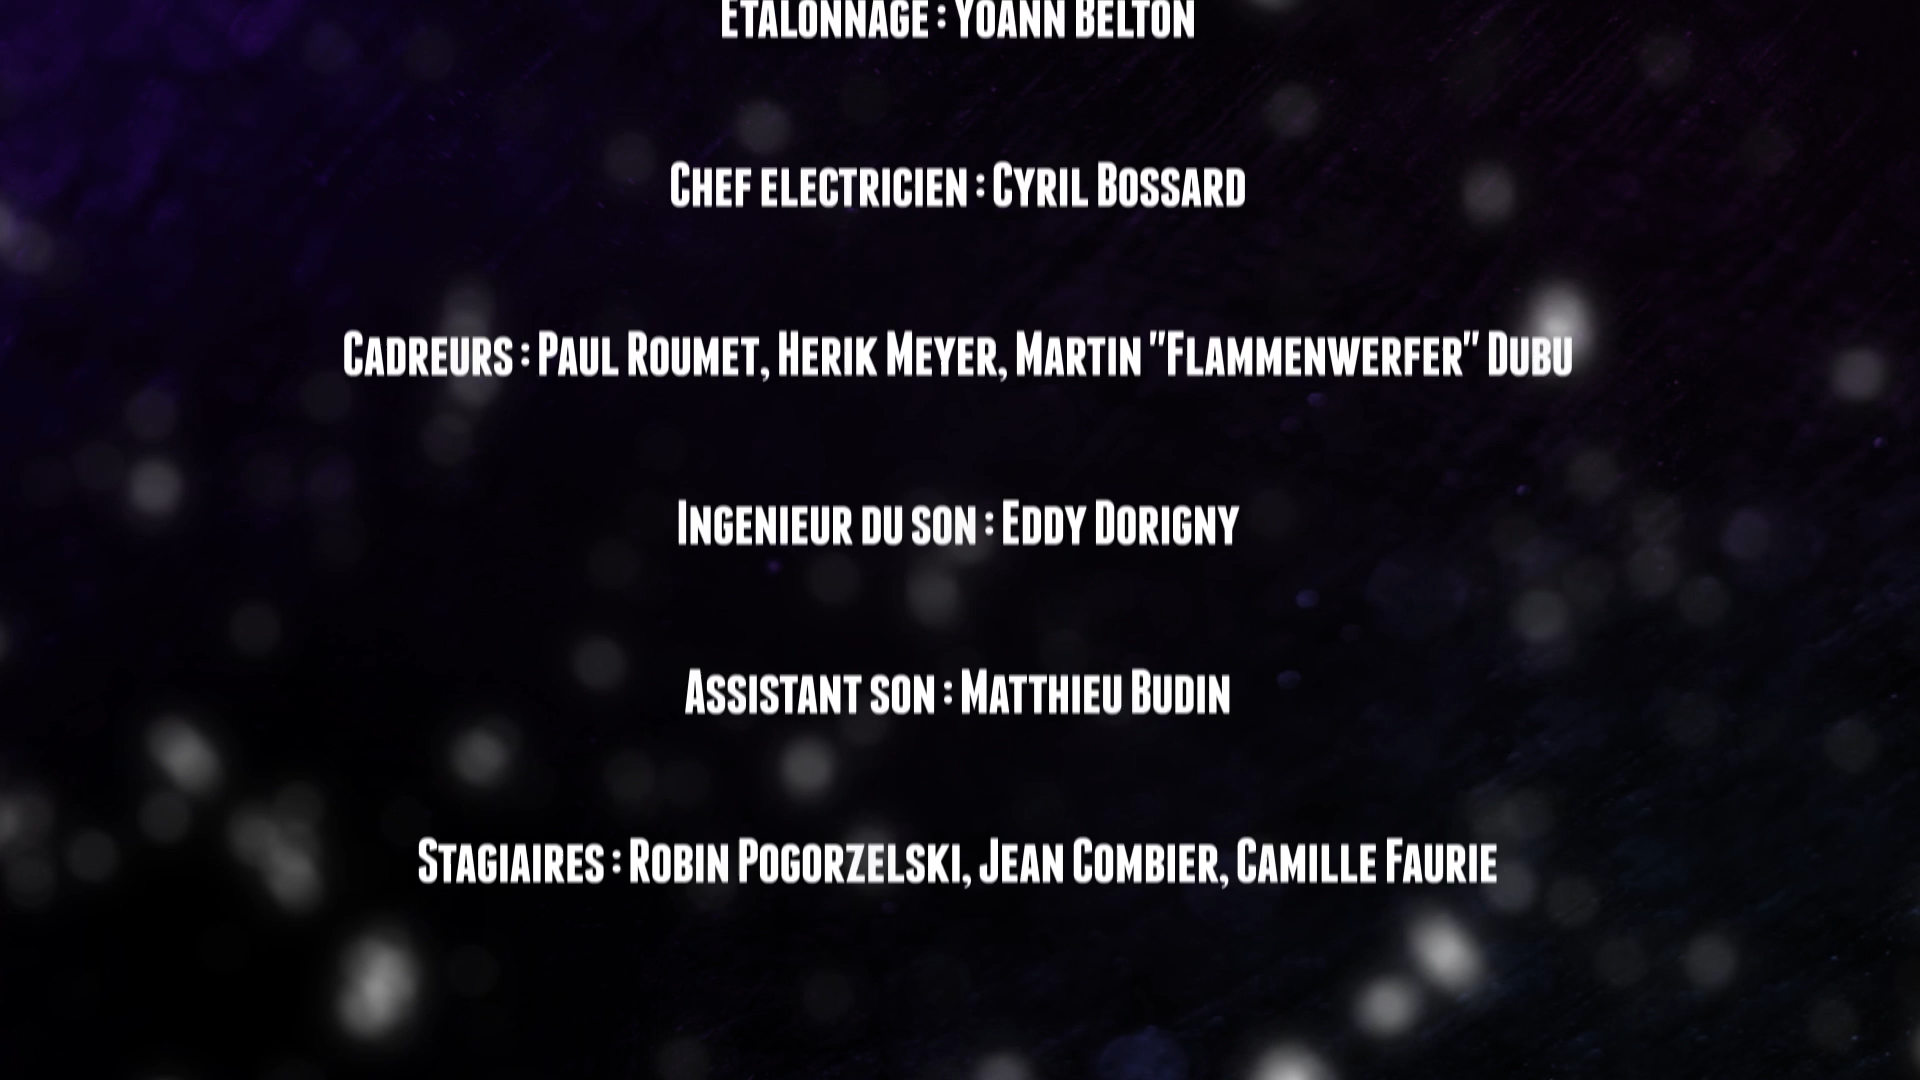 Etalonnage : Yoann Belton
Chef electricien : Cyril Bossard
Cadreurs : Paul Roumet, Herik Meyer, Martin "Flammenwerfer" Dubu
Ingenieur du son : Eddy Dorigny
Assistant son : Matthieu Budin
Stagiaires : Robin Pogorzelski, Jean Combier, Camille Faurie